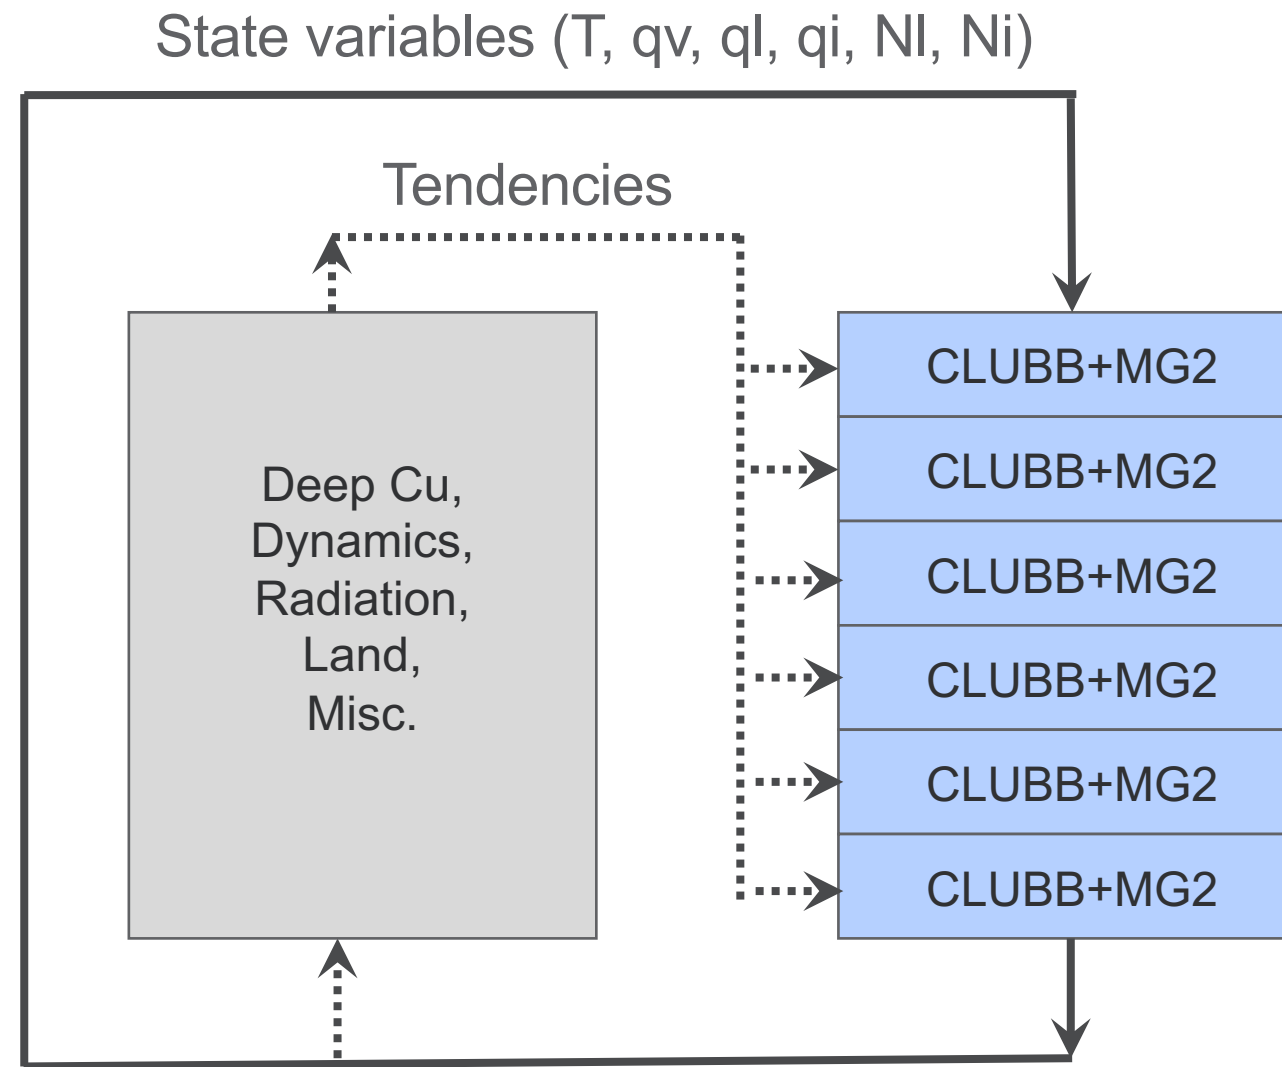 State variables (T, qv, ql, qi, Nl, Ni)
Tendencies
Deep Cu,
Dynamics,
Radiation,
Land,
Misc.
CLUBB+MG2
CLUBB+MG2
CLUBB+MG2
CLUBB+MG2
CLUBB+MG2
CLUBB+MG2